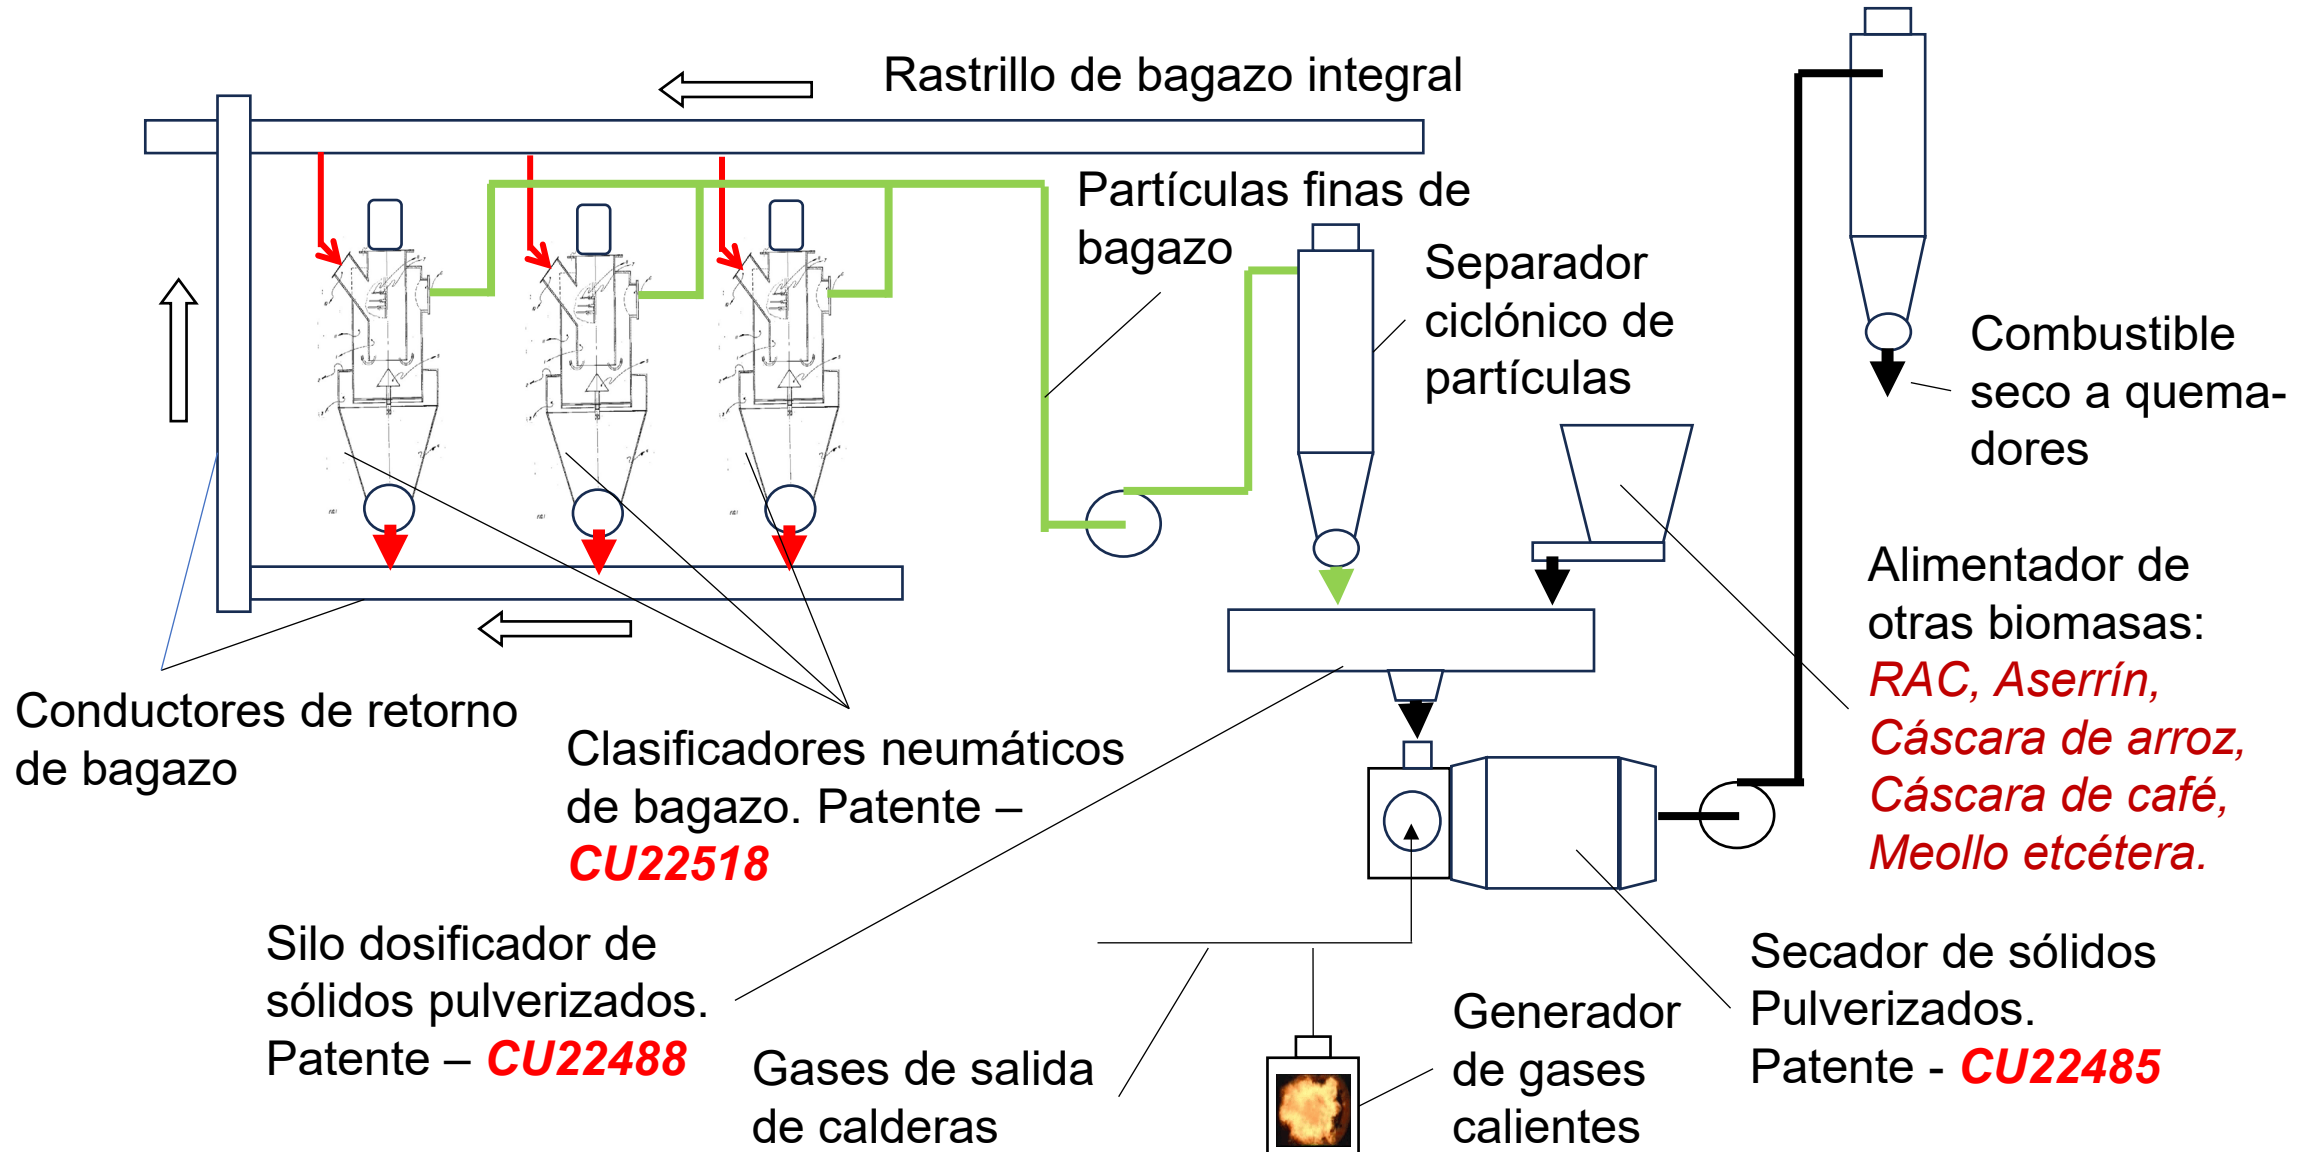 Rastrillo de bagazo integral
Partículas finas de
bagazo
Separador
ciclónico de
partículas
Combustible
seco a quema-
dores
Alimentador de
otras biomasas:
RAC, Aserrín,
Cáscara de arroz,
Cáscara de café,
Meollo etcétera.
Conductores de retorno
de bagazo
Clasificadores neumáticos
de bagazo. Patente –
CU22518
Silo dosificador de
sólidos pulverizados.
Patente – CU22488
Gases de salida
de calderas
Generador
de gases
calientes
Secador de sólidos
Pulverizados.
Patente - CU22485